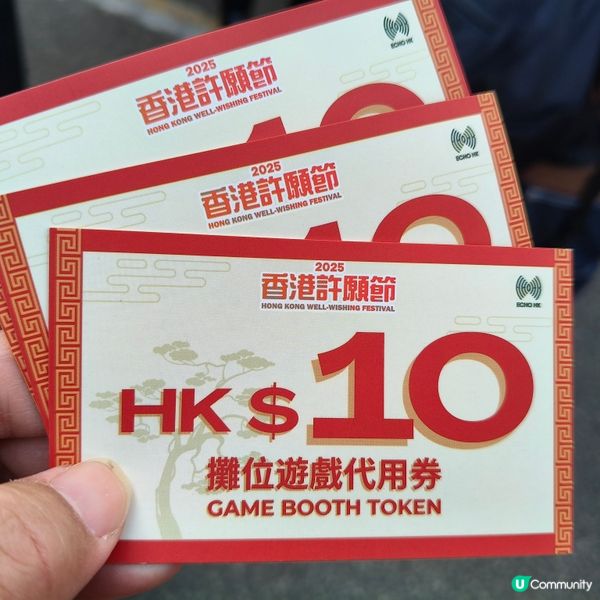 ECHO HK
2025
香港許願節
HONG KONG WELL-WISHING FESTIVAL
10
ECHO HK
2025
香港許願節
HONG KONG WELL-WISHING FESTIVAL
10
ECHO HK
2025
香港許願節
HONG KONG WELL-WISHING FESTIVAL
HK $10
攤位遊戲代用券
GAME BOOTH TOKEN
U Community